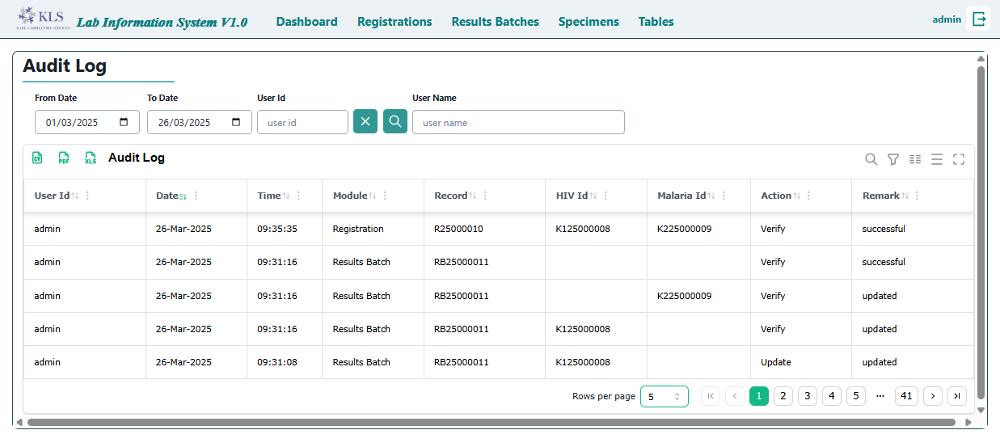 KLS Lab Information System V1.0 Dashboard Registrations Results Batches Specimens Tables admin
KARE LABORATORY SERVICES
Audit Log
From Date To Date User Id User Name
01/03/2025 26/03/2025 user id user name
CV PDF XLS Audit Log
User Id Date Time Module Record HIV Id Malaria Id Action Remark
admin 26-Mar-2025 09:35:35 Registration R25000010 K125000008 K225000009 Verify successful
admin 26-Mar-2025 09:31:16 Results Batch RB25000011 Verify successful
admin 26-Mar-2025 09:31:16 Results Batch RB25000011 K225000009 Verify updated
admin 26-Mar-2025 09:31:16 Results Batch RB25000011 K125000008 Verify updated
admin 26-Mar-2025 09:31:08 Results Batch RB25000011 K125000008 Update updated
Rows per page 5 1 2 3 4 5 ••• 41